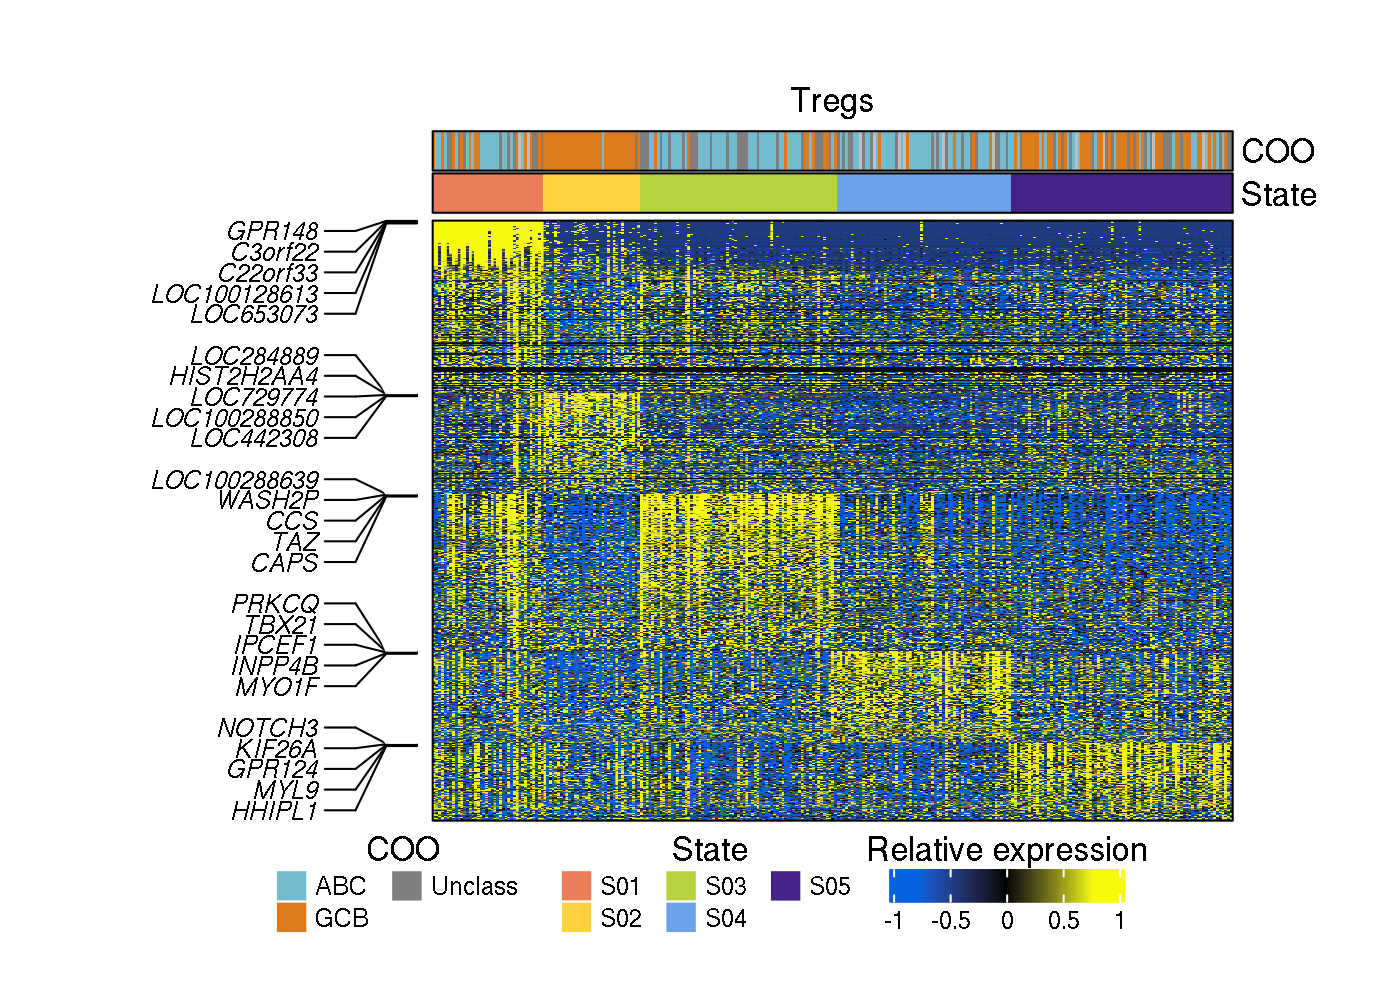 Tregs
COO
State
GPR148
C3orf22
C22orf33
LOC100128613
LOC653073
LOC284889
HIST2H2AA4
LOC729774
LOC100288850
LOC442308
LOC100288639
WASH2P
CCS
TAZ
CAPS
PRKCQ
TBX21
IPCEF1
INPP4B
MYO1F
NOTCH3
KIF26A
GPR124
MYL9
HHIPL1
COO State Relative expression
ABC Unclass S01 S03 S05
GCB S02 S04
-1 -0.5 0 0.5 1